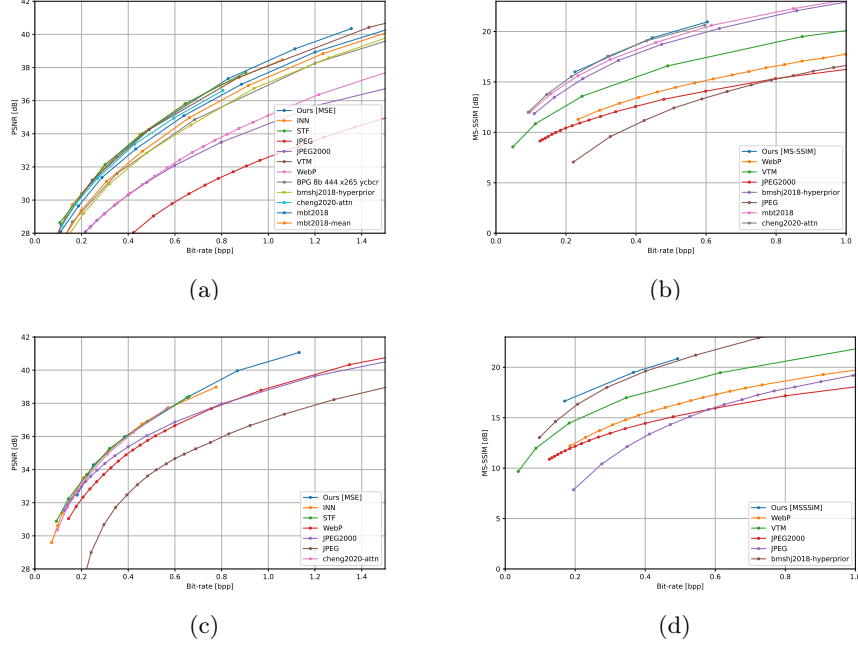 42
40
38
36
34
32
30
28
PSNR [dB]
Ours [MSE]
INN
STF
JPEG
JPEG2000
VTM
WebP
BPG 8b 444 x265 ycbcr
bmshj2018-hyperprior
cheng2020-attn
mbt2018
mbt2018-mean
0.0 0.2 0.4 0.6 0.8 1.0 1.2 1.4
Bit-rate [bpp]
(a)
20
15
10
5
0
MS-SSIM [dB]
Ours [MS-SSIM]
WebP
VTM
JPEG2000
bmshj2018-hyperprior
JPEG
mbt2018
cheng2020-attn
0.0 0.2 0.4 0.6 0.8 1.0
Bit-rate [bpp]
(b)
42
40
38
36
34
32
30
28
PSNR [dB]
Ours [MSE]
INN
STF
WebP
JPEG2000
JPEG
cheng2020-attn
0.0 0.2 0.4 0.6 0.8 1.0 1.2 1.4
Bit-rate [bpp]
(c)
20
15
10
5
0
MS-SSIM [dB]
Ours [MSSSIM]
WebP
VTM
JPEG2000
JPEG
bmshj2018-hyperprior
0.0 0.2 0.4 0.6 0.8 1.0
Bit-rate [bpp]
(d)